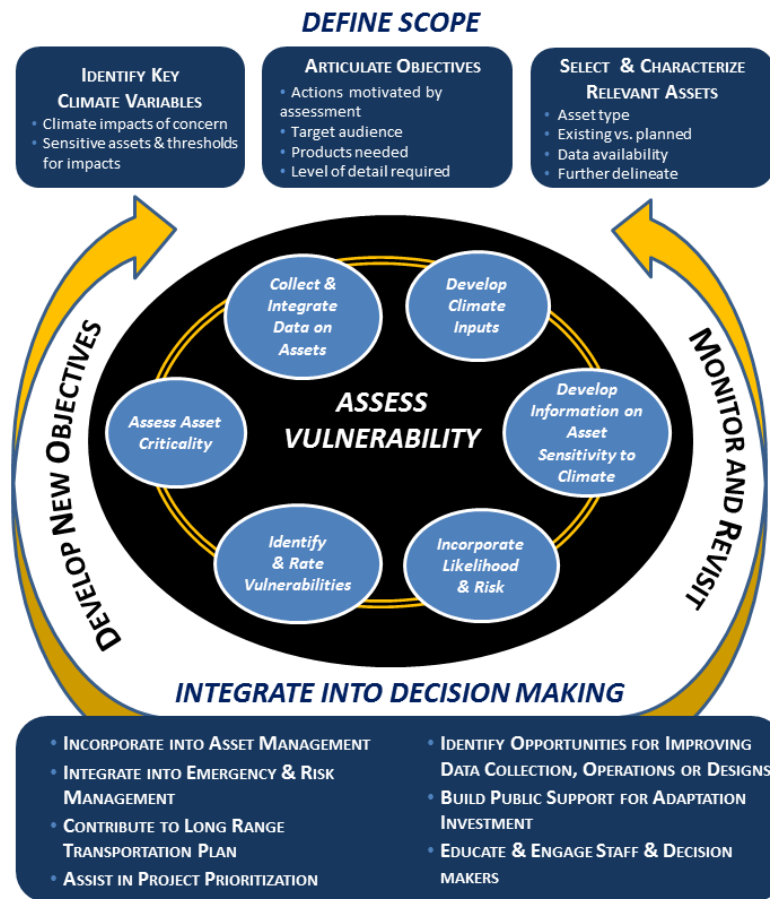 DEFINE SCOPE
IDENTIFY KEY
CLIMATE VARIABLES
• Climate impacts of concern
• Sensitive assets & thresholds
for impacts
ARTICULATE OBJECTIVES
• Actions motivated by
assessment
• Target audience
• Products needed
• Level of detail required
SELECT & CHARACTERIZE
RELEVANT ASSETS
• Asset type
• Existing vs. planned
• Data availability
• Further delineate
DEVELOP NEW OBJECTIVES
Collect &
Integrate
Data on
Assets
Develop
Climate
Inputs
Assess Asset
Criticality
ASSESS
VULNERABILITY
Develop
Information on
Asset
Sensitivity to
Climate
Identify
& Rate
Vulnerabilities
Incorporate
Likelihood
& Risk
MONITOR AND REVISIT
INTEGRATE INTO DECISION MAKING
• INCORPORATE INTO ASSET MANAGEMENT
• INTEGRATE INTO EMERGENCY & RISK
MANAGEMENT
• CONTRIBUTE TO LONG RANGE
TRANSPORTATION PLAN
• ASSIST IN PROJECT PRIORITIZATION
• IDENTIFY OPPORTUNITIES FOR IMPROVING
DATA COLLECTION, OPERATIONS OR DESIGNS
• BUILD PUBLIC SUPPORT FOR ADAPTATION
INVESTMENT
• EDUCATE & ENGAGE STAFF & DECISION
MAKERS